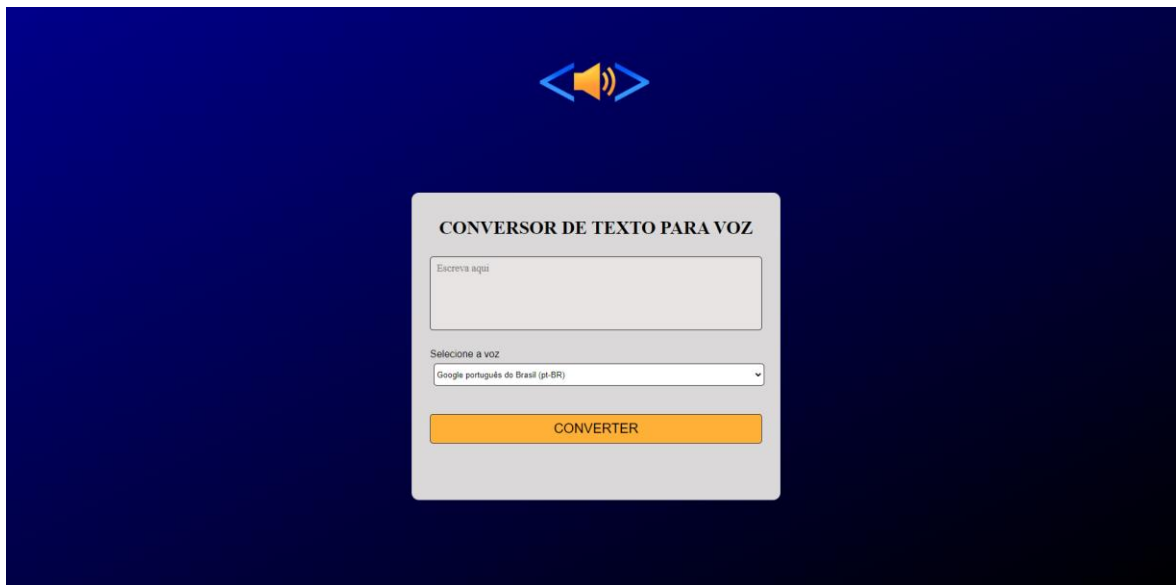 CONVERSOR DE TEXTO PARA VOZ
Escreva aqui
Selecione a voz
Google português do Brasil (pt-BR)
CONVERTER